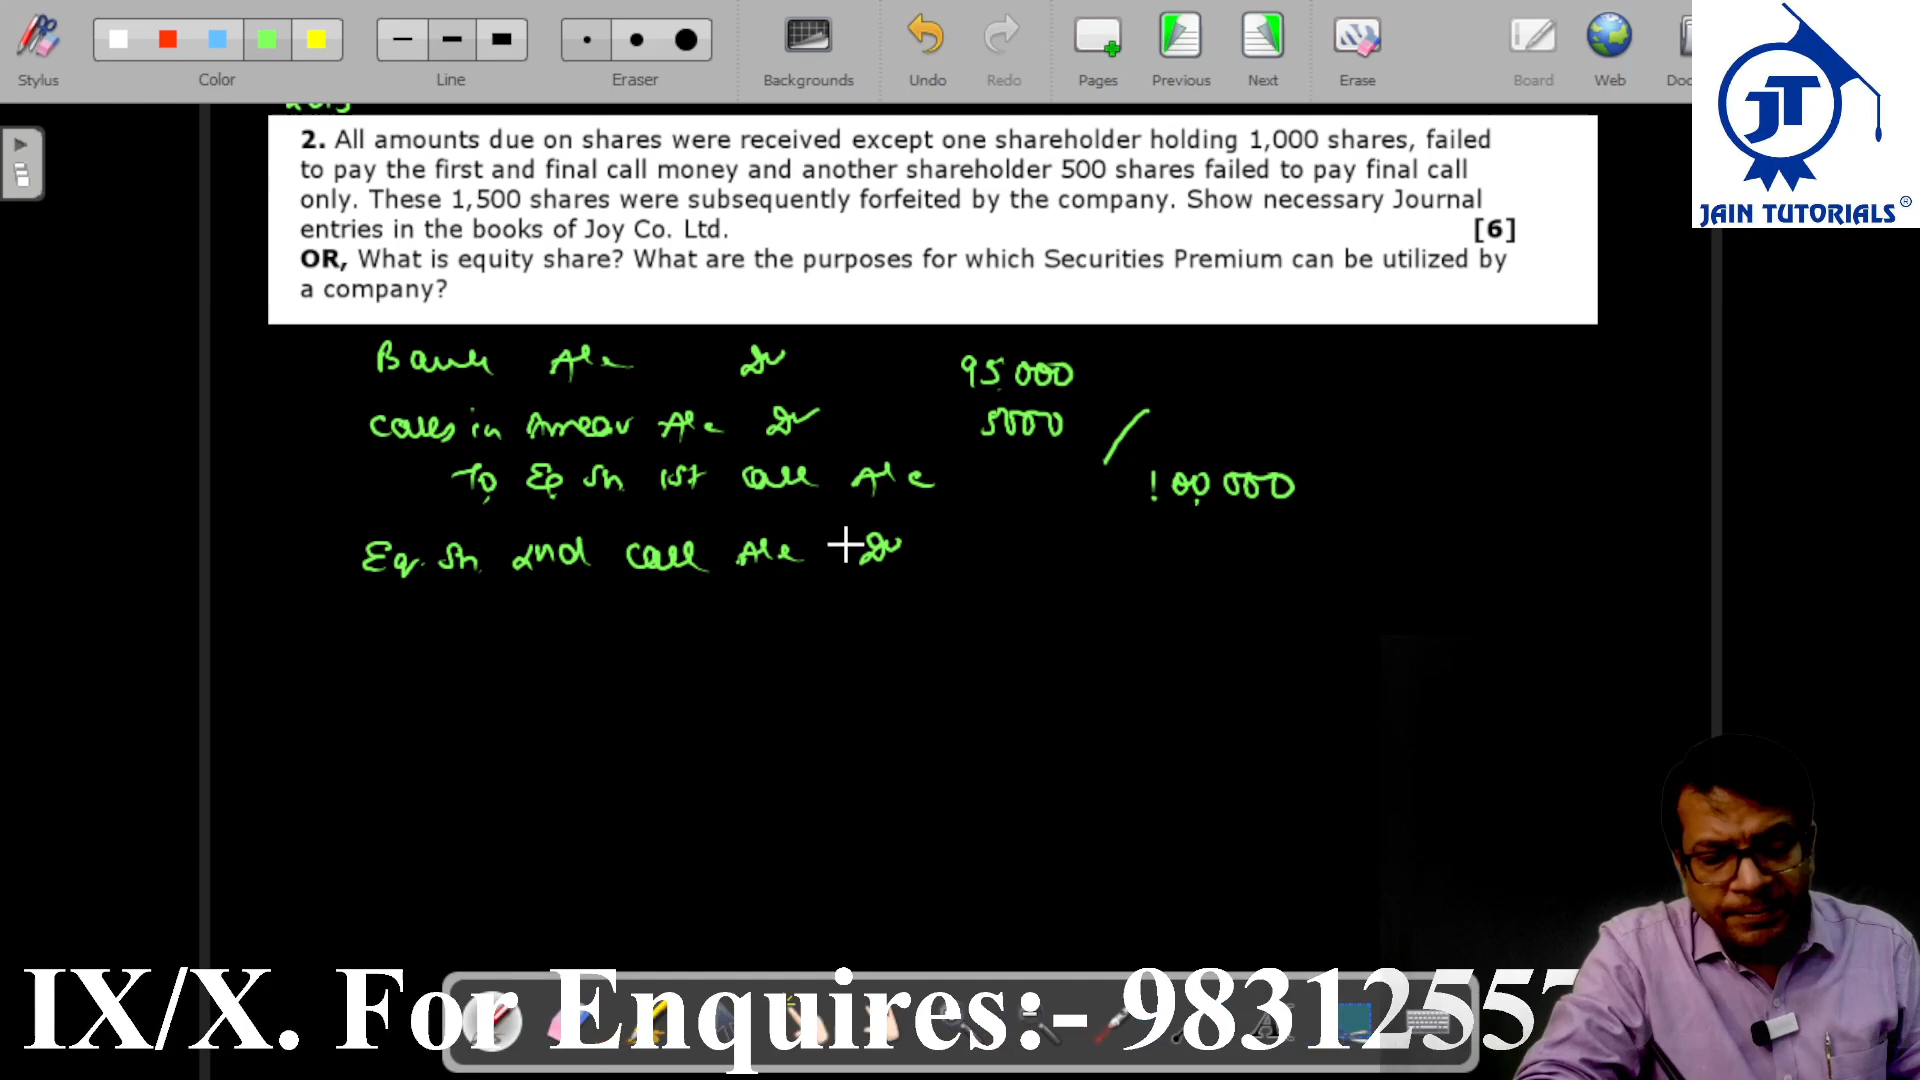 Stylus
Color
Line
Eraser
Backgrounds
Undo
Redo
Pages
Previous
Next
Erase
Board
Web
JT
JAIN TUTORIALS®
2. All amounts due on shares were received except one shareholder holding 1,000 shares, failed
to pay the first and final call money and another shareholder 500 shares failed to pay final call
only. These 1,500 shares were subsequently forfeited by the company. Show necessary Journal
entries in the books of Joy Co. Ltd. [6]
OR, What is equity share? What are the purposes for which Securities Premium can be utilized by
a company?
Bank A/c Dr 95,000
Calls in Arrear A/c Dr 5000
To Eq Sh 1st Call A/c 1,00,000
Eq. Sh. 2nd Call A/c Dr
IX/X. For Enquires:- 98312557